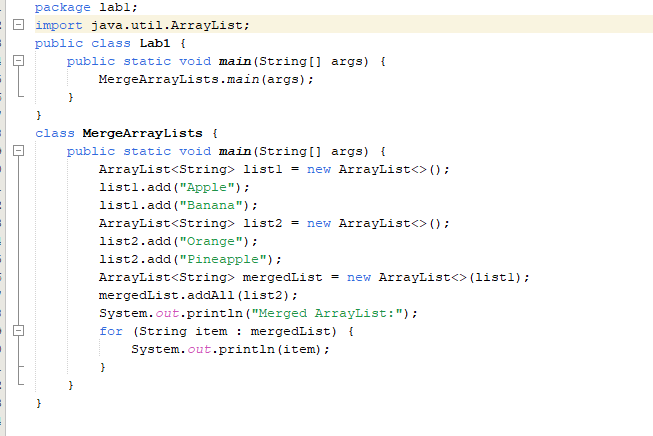 package lab1;
import java.util.ArrayList;
public class Lab1 {
    public static void main(String[] args) {
        MergeArrayLists.main(args);
    }
}
class MergeArrayLists {
    public static void main(String[] args) {
        ArrayList<String> list1 = new ArrayList<>();
        list1.add("Apple");
        list1.add("Banana");
        ArrayList<String> list2 = new ArrayList<>();
        list2.add("Orange");
        list2.add("Pineapple");
        ArrayList<String> mergedList = new ArrayList<>(list1);
        mergedList.addAll(list2);
        System.out.println("Merged ArrayList:");
        for (String item : mergedList) {
            System.out.println(item);
        }
    }
}